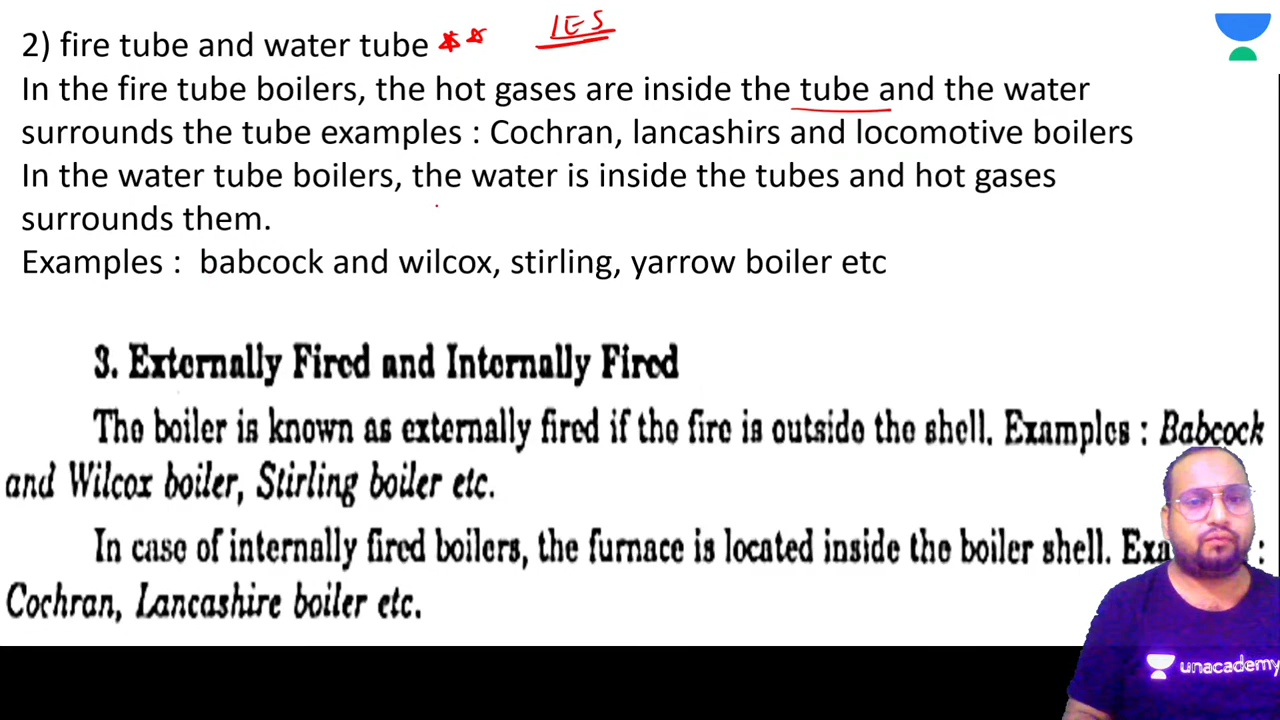 2) fire tube and water tube ** IES
In the fire tube boilers, the hot gases are inside the tube and the water
surrounds the tube examples : Cochran, lancashirs and locomotive boilers
In the water tube boilers, the water is inside the tubes and hot gases
surrounds them.
Examples : babcock and wilcox, stirling, yarrow boiler etc
3. Externally Fired and Internally Fired
The boiler is known as externally fired if the fire is outside the shell. Examples : Babcock
and Wilcox boiler, Stirling boiler etc.
In case of internally fired boilers, the furnace is located inside the boiler shell. :
Cochran, Lancashire boiler etc.
unacademy